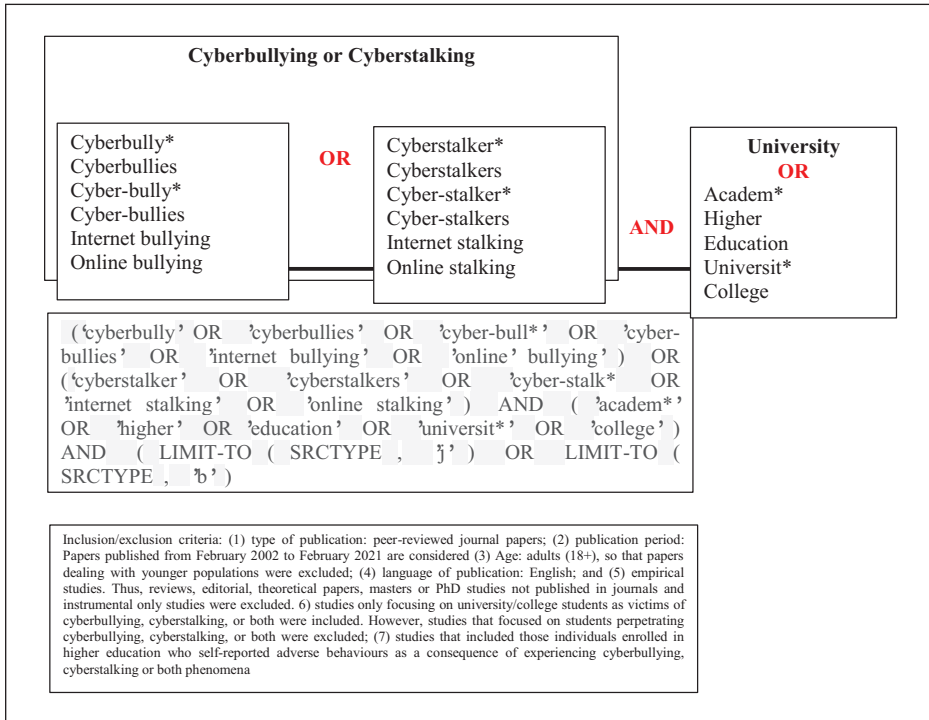 Cyberbullying or Cyberstalking
Cyberbully*
Cyberbullies
Cyber-bully*
Cyber-bullies
Internet bullying
Online bullying
OR
Cyberstalker*
Cyberstalkers
Cyber-stalker*
Cyber-stalkers
Internet stalking
Online stalking
AND
University
OR
Academ*
Higher
Education
Universit*
College
(‘cyberbully’ OR ’cyberbullies’ OR ’cyber-bull*’ OR ’cyber-
bullies’ OR ’internet bullying’ OR ’online’ bullying’ ) OR
(‘cyberstalker’ OR ’cyberstalkers’ OR ’cyber-stalk* OR
’internet stalking’ OR ’online stalking’ ) AND ( ’academ*’
OR ’higher’ OR ’education’ OR ’universit*’ OR ’college’ )
AND ( LIMIT-TO ( SRCTYPE , ’j’ ) OR LIMIT-TO (
SRCTYPE , ’b’ )
Inclusion/exclusion criteria: (1) type of publication: peer-reviewed journal papers; (2) publication period:
Papers published from February 2002 to February 2021 are considered (3) Age: adults (18+), so that papers
dealing with younger populations were excluded; (4) language of publication: English; and (5) empirical
studies. Thus, reviews, editorial, theoretical papers, masters or PhD studies not published in journals and
instrumental only studies were excluded. 6) studies only focusing on university/college students as victims of
cyberbullying, cyberstalking, or both were included. However, studies that focused on students perpetrating
cyberbullying, cyberstalking, or both were excluded; (7) studies that included those individuals enrolled in
higher education who self-reported adverse behaviours as a consequence of experiencing cyberbullying,
cyberstalking or both phenomena